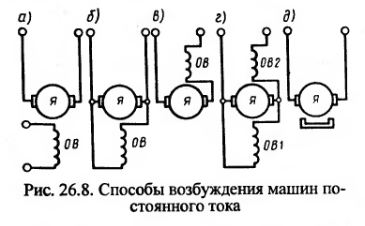 а) б) в) г) д)
ОВ ОВ2
Я Я Я Я Я
ОВ ОВ ОВ1
Рис. 26.8. Способы возбуждения машин по-
стоянного тока